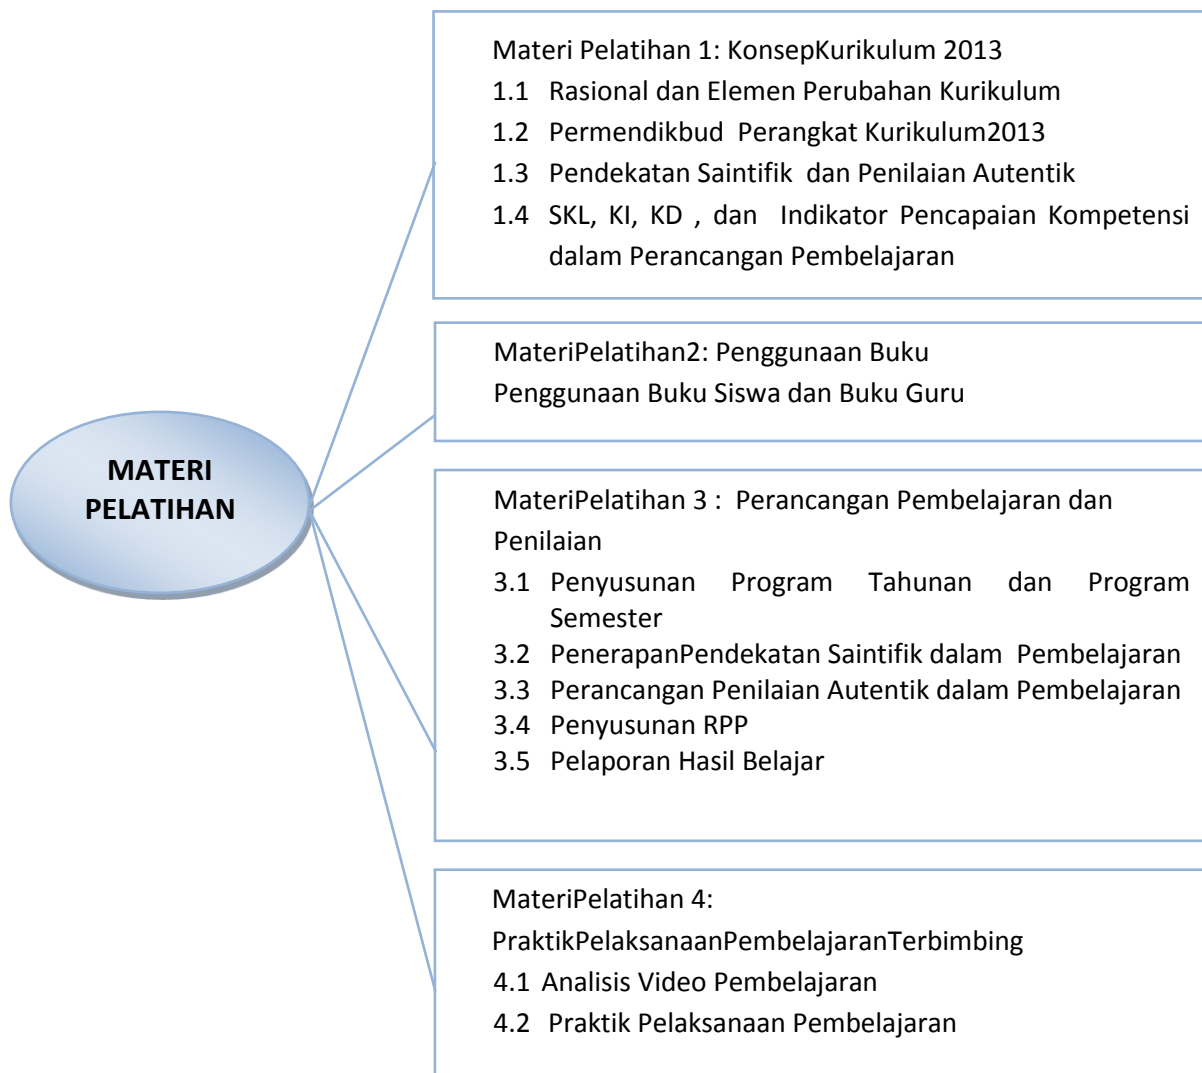 Materi Pelatihan 1: KonsepKurikulum 2013
1.1 Rasional dan Elemen Perubahan Kurikulum
1.2 Permendikbud Perangkat Kurikulum2013
1.3 Pendekatan Saintifik dan Penilaian Autentik
1.4 SKL, KI, KD , dan Indikator Pencapaian Kompetensi
dalam Perancangan Pembelajaran
MateriPelatihan2: Penggunaan Buku
Penggunaan Buku Siswa dan Buku Guru
MATERI
PELATIHAN
MateriPelatihan 3 : Perancangan Pembelajaran dan
Penilaian
3.1 Penyusunan Program Tahunan dan Program
Semester
3.2 PenerapanPendekatan Saintifik dalam Pembelajaran
3.3 Perancangan Penilaian Autentik dalam Pembelajaran
3.4 Penyusunan RPP
3.5 Pelaporan Hasil Belajar
MateriPelatihan 4:
PraktikPelaksanaanPembelajaranTerbimbing
4.1 Analisis Video Pembelajaran
4.2 Praktik Pelaksanaan Pembelajaran